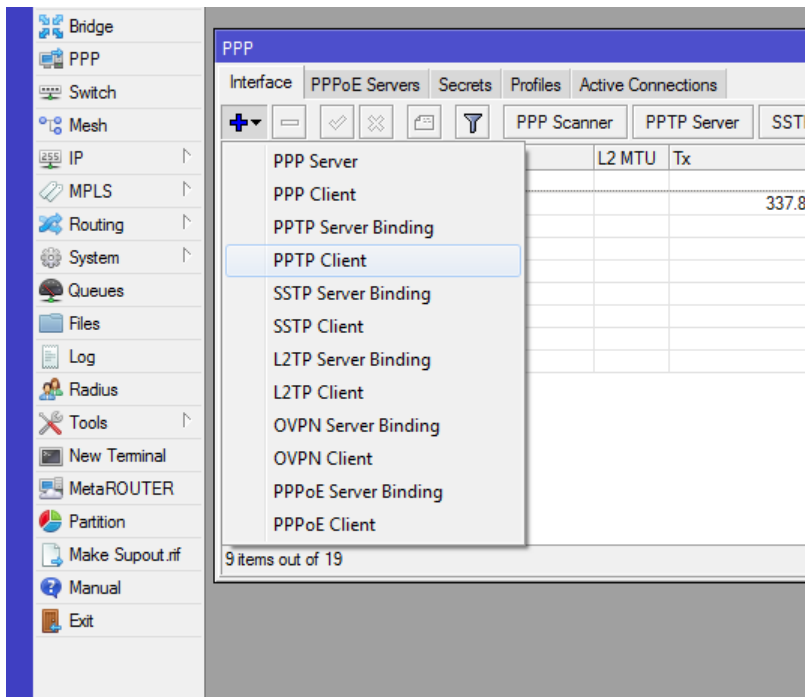 Bridge
PPP
Switch
Mesh
255 IP
MPLS
Routing
System
Queues
Files
Log
Radius
Tools
New Terminal
MetaROUTER
Partition
Make Supout.rif
Manual
Exit
PPP
Interface PPPoE Servers Secrets Profiles Active Connections
PPP Scanner PPTP Server
L2 MTU Tx
337.8
PPP Server
PPP Client
PPTP Server Binding
PPTP Client
SSTP Server Binding
SSTP Client
L2TP Server Binding
L2TP Client
OVPN Server Binding
OVPN Client
PPPoE Server Binding
PPPoE Client
9 items out of 19